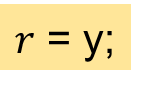 r = y;